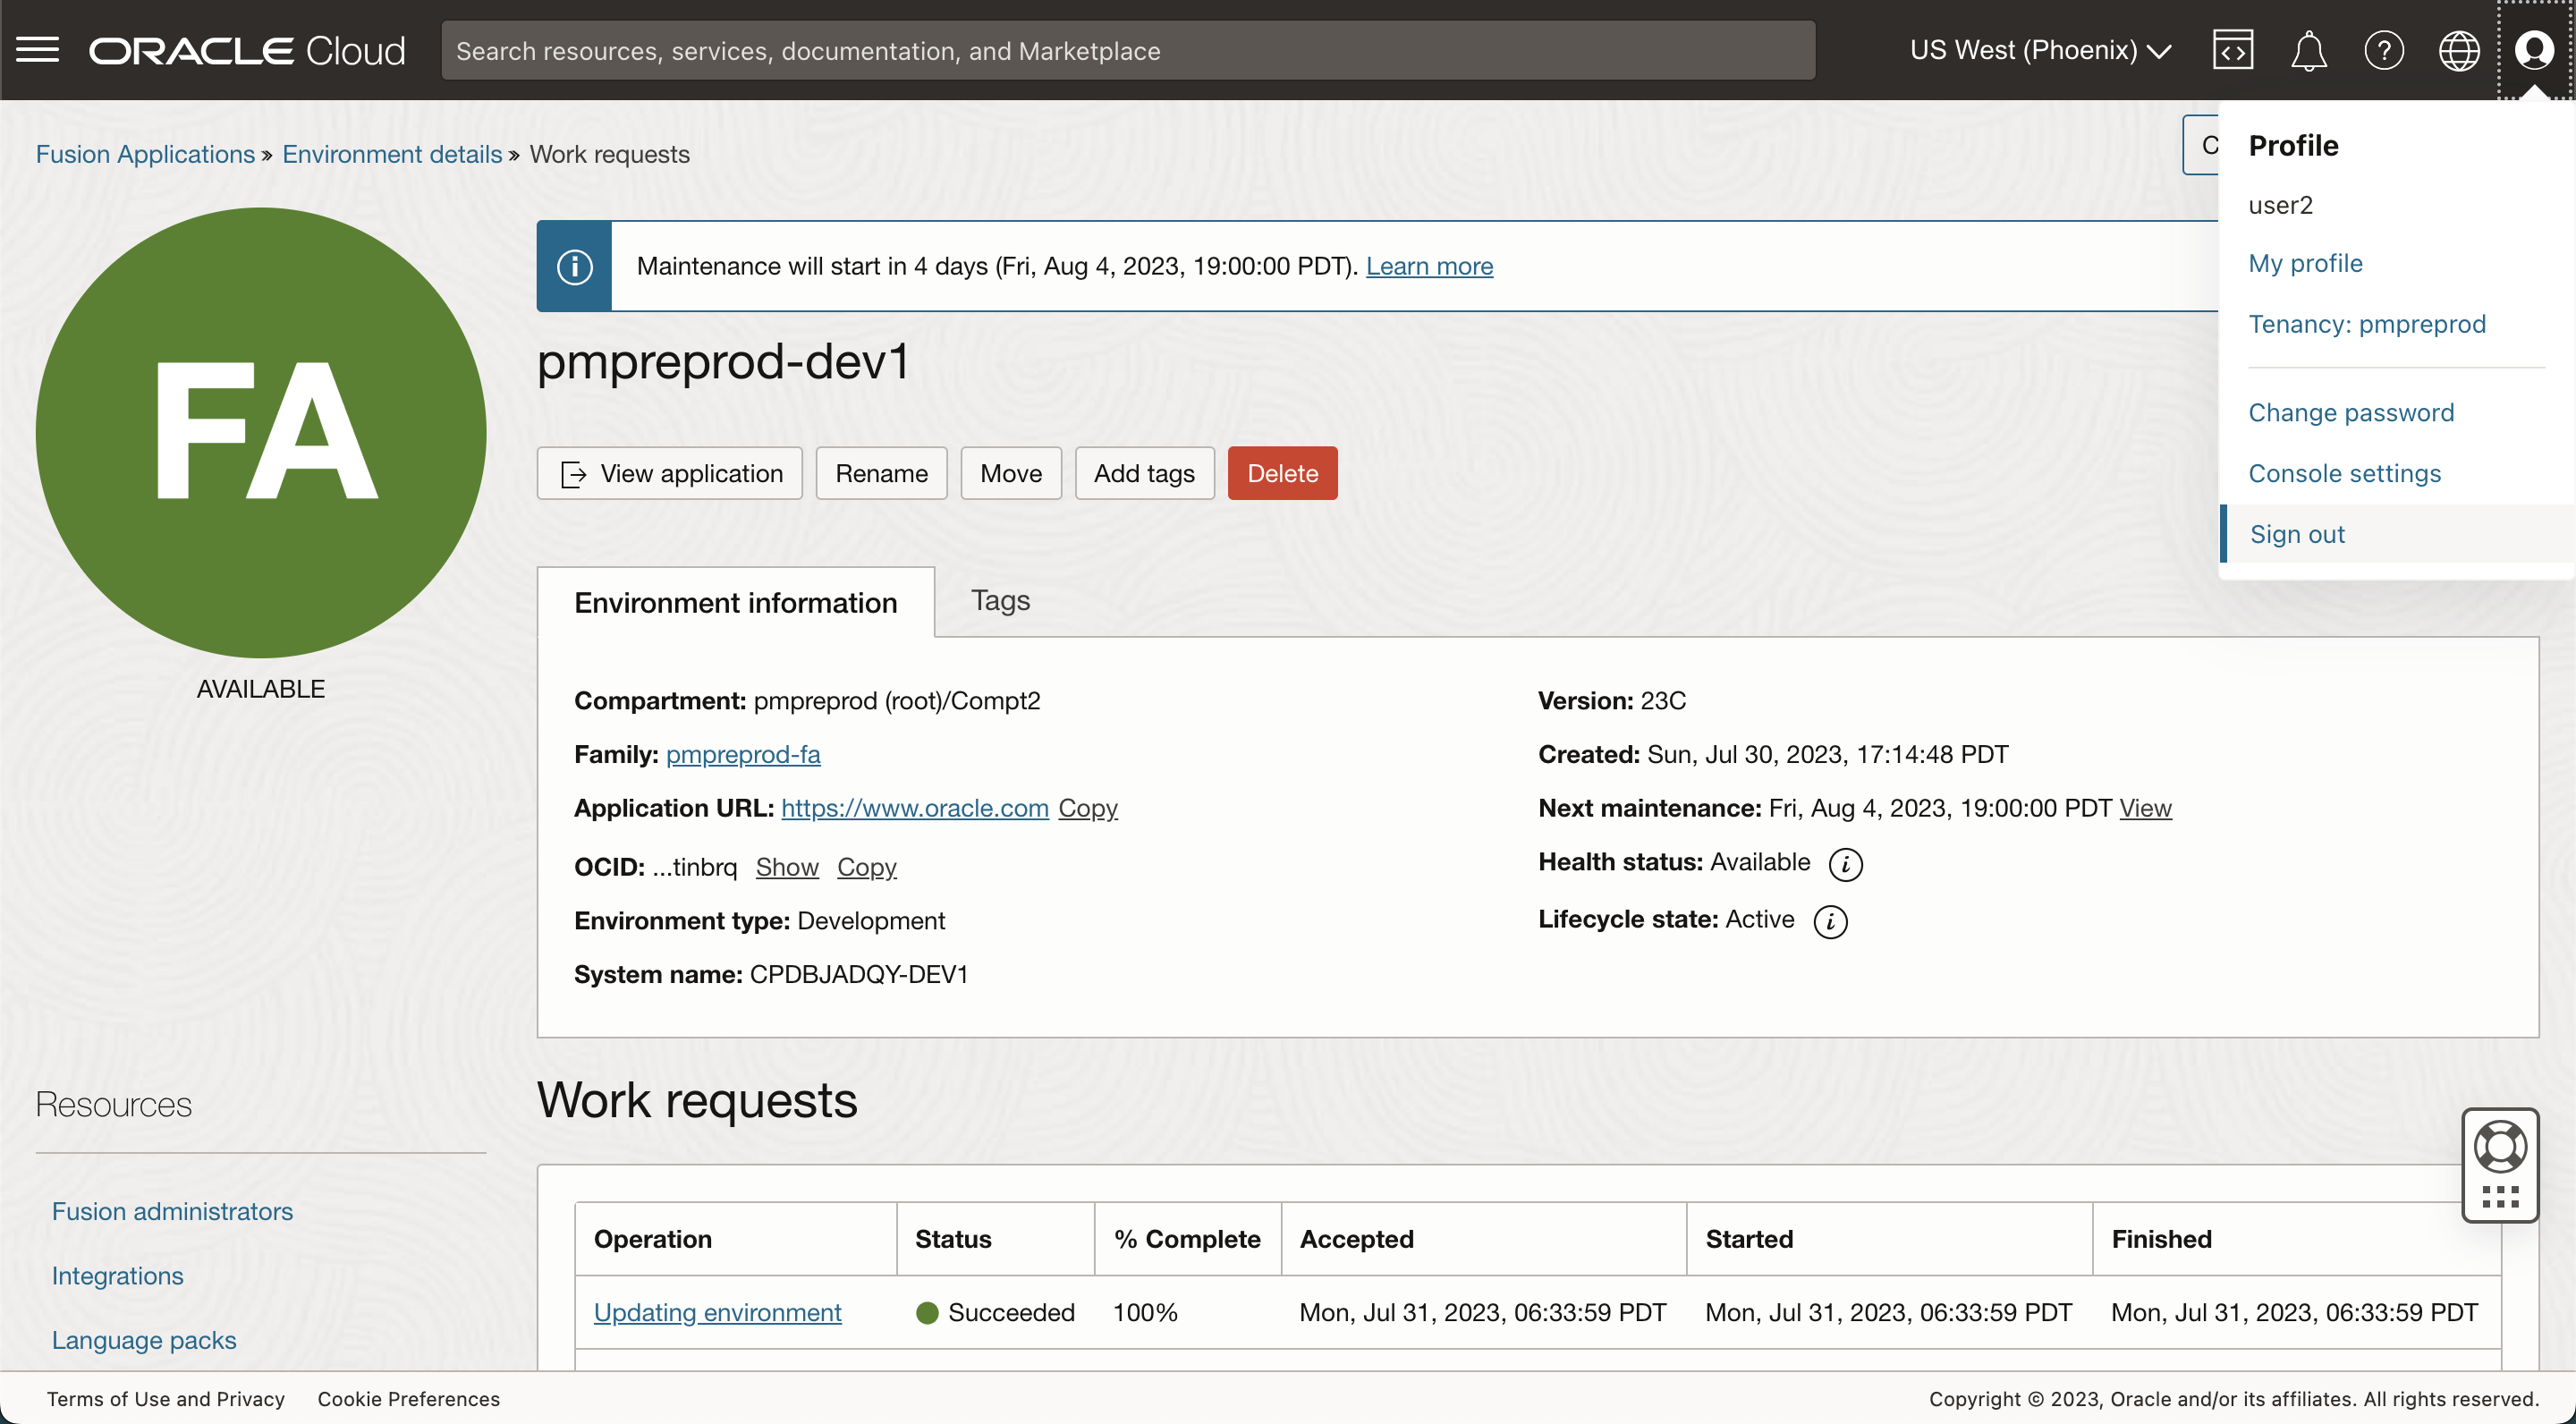 ORACLE Cloud
Search resources, services, documentation, and Marketplace
US West (Phoenix)
Fusion Applications » Environment details » Work requests
C
Profile
user2
My profile
Tenancy: pmpreprod
Change password
Console settings
Sign out
FA
AVAILABLE
Maintenance will start in 4 days (Fri, Aug 4, 2023, 19:00:00 PDT). Learn more
pmpreprod-dev1
View application Rename Move Add tags Delete
Environment information Tags
Compartment: pmpreprod (root)/Compt2
Family: pmpreprod-fa
Application URL: https://www.oracle.com Copy
OCID: ...tinbrq Show Copy
Environment type: Development
System name: CPDBJADQY-DEV1
Version: 23C
Created: Sun, Jul 30, 2023, 17:14:48 PDT
Next maintenance: Fri, Aug 4, 2023, 19:00:00 PDT View
Health status: Available
Lifecycle state: Active
Resources
Fusion administrators
Integrations
Language packs
Work requests
Operation Status % Complete Accepted Started Finished
Updating environment Succeeded 100% Mon, Jul 31, 2023, 06:33:59 PDT Mon, Jul 31, 2023, 06:33:59 PDT Mon, Jul 31, 2023, 06:33:59 PDT
Terms of Use and Privacy Cookie Preferences
Copyright © 2023, Oracle and/or its affiliates. All rights reserved.